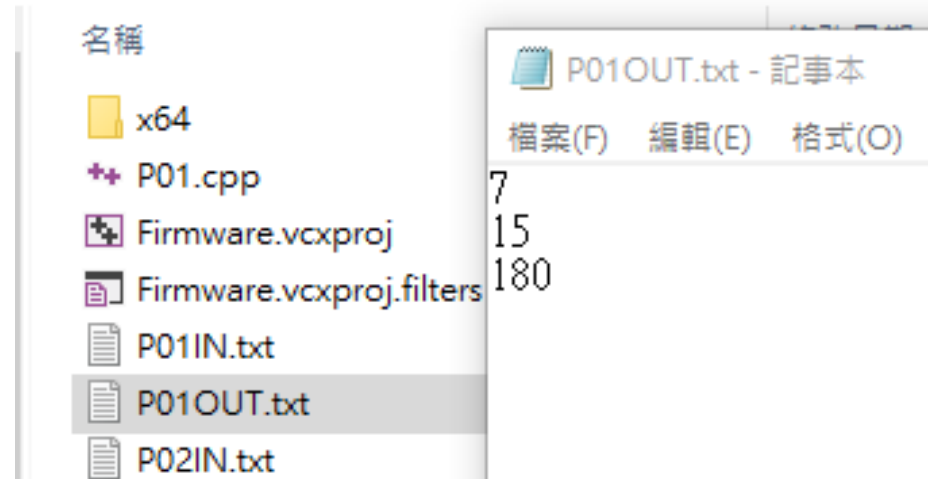 名稱
x64
P01.cpp
Firmware.vcxproj
Firmware.vcxproj.filters
P01IN.txt
P01OUT.txt
P02IN.txt
P01OUT.txt - 記事本
檔案(F) 編輯(E) 格式(O)
7
15
180